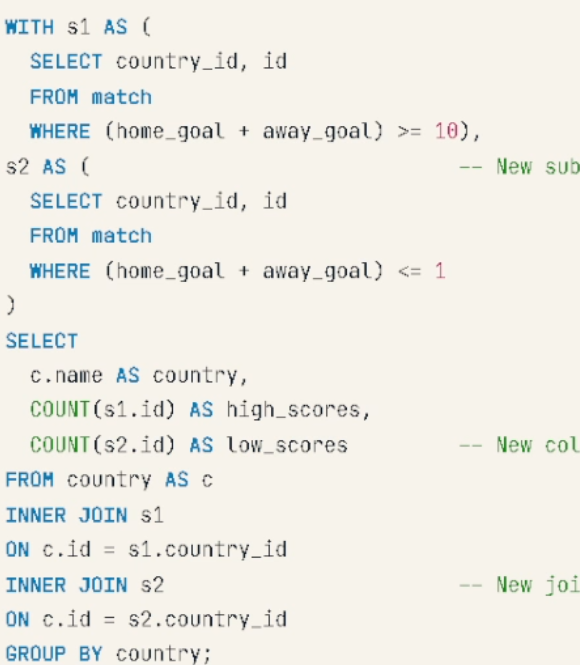 WITH s1 AS (
SELECT country_id, id
FROM match
WHERE (home_goal + away_goal) >= 10),
s2 AS ( -- New sub
SELECT country_id, id
FROM match
WHERE (home_goal + away_goal) <= 1
)
SELECT
c.name AS country,
COUNT(s1.id) AS high_scores,
COUNT(s2.id) AS low_scores -- New col
FROM country AS c
INNER JOIN s1
ON c.id = s1.country_id
INNER JOIN s2 -- New joi
ON c.id = s2.country_id
GROUP BY country;